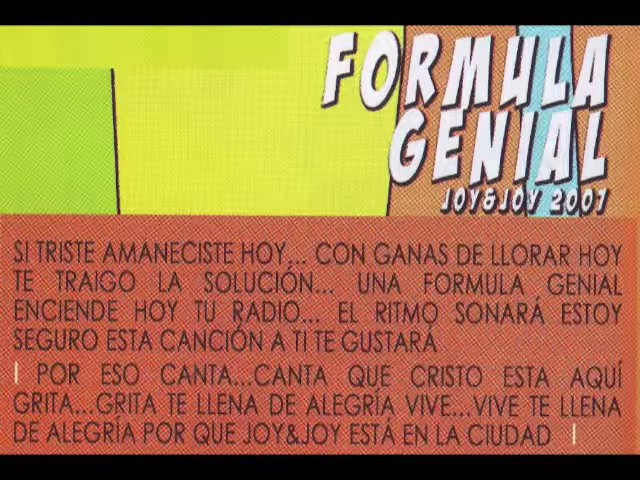 FORMULA
GENIAL
JOY&JOY 2007
SI TRISTE AMANECISTE HOY... CON GANAS DE LLORAR HOY
TE TRAIGO LA SOLUCIÓN... UNA FORMULA GENIAL
ENCIENDE HOY TU RADIO... EL RITMO SONARÁ ESTOY
SEGURO ESTA CANCIÓN A TI TE GUSTARÁ
| POR ESO CANTA...CANTA QUE CRISTO ESTA AQUÍ
GRITA...GRITA TE LLENA DE ALEGRÍA VIVE...VIVE TE LLENA
DE ALEGRÍA POR QUE JOY&JOY ESTÁ EN LA CIUDAD |